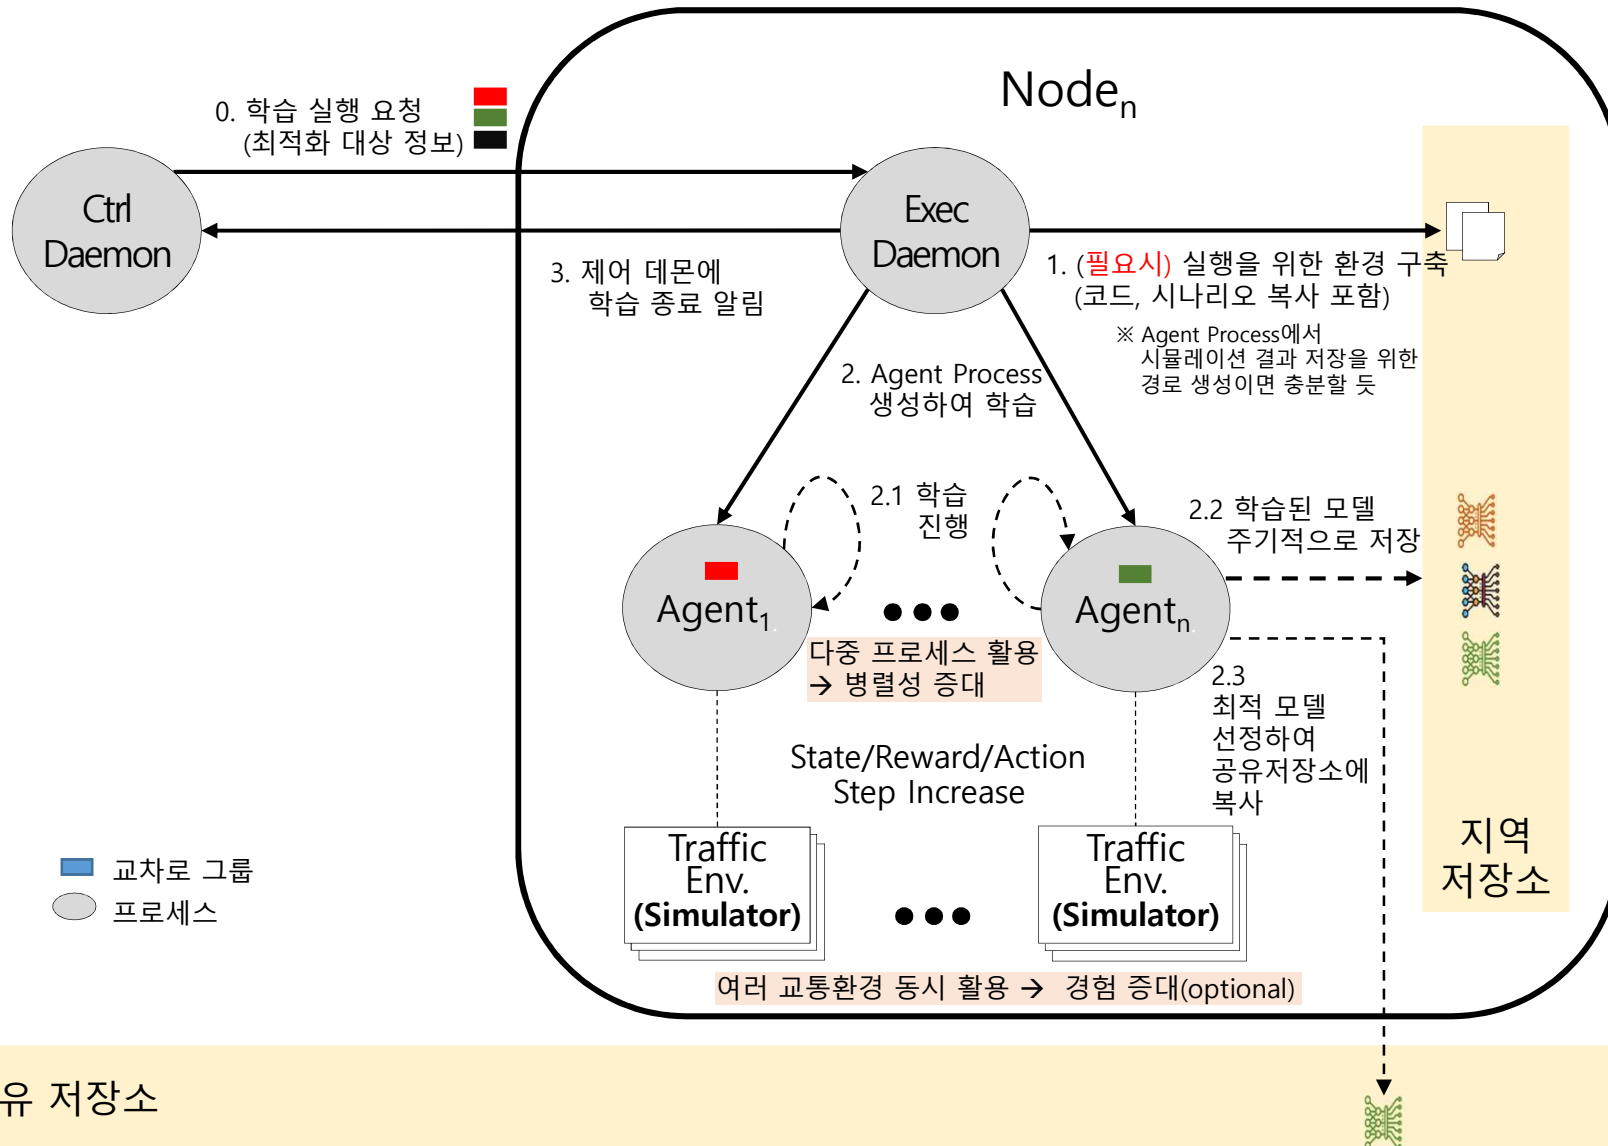 Node_n
0. 학습 실행 요청
(최적화 대상 정보)
Ctrl
Daemon
Exec
Daemon
3. 제어 데몬에
학습 종료 알림
1. (필요시) 실행을 위한 환경 구축
(코드, 시나리오 복사 포함)
※ Agent Process에서
시뮬레이션 결과 저장을 위한
경로 생성이면 충분할 듯
2. Agent Process
생성하여 학습
2.1 학습
진행
2.2 학습된 모델
주기적으로 저장
Agent_1
Agent_n
다중 프로세스 활용
→ 병렬성 증대
2.3
최적 모델
선정하여
공유저장소에
복사
State/Reward/Action
Step Increase
Traffic
Env.
(Simulator)
Traffic
Env.
(Simulator)
지역
저장소
교차로 그룹
프로세스
여러 교통환경 동시 활용 → 경험 증대(optional)
유 저장소